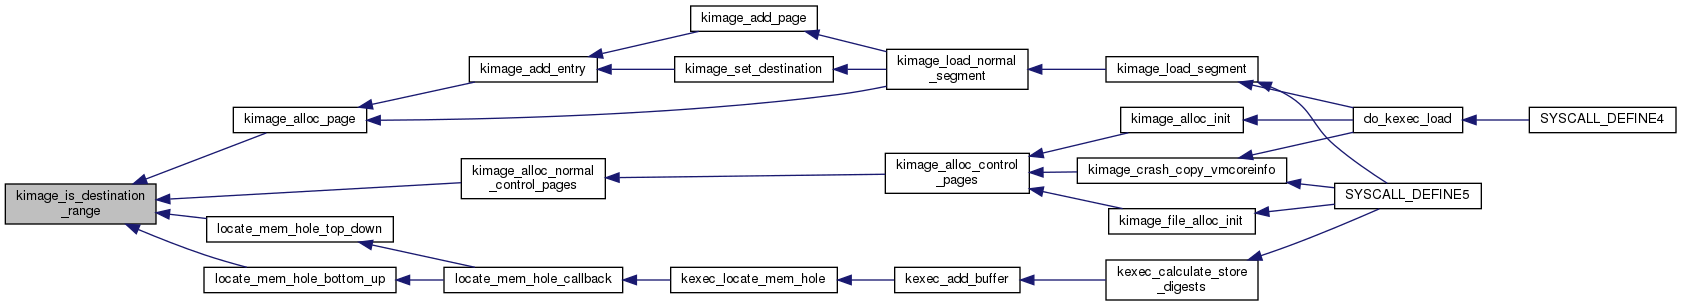 kimage_add_page
kimage_add_entry
kimage_set_destination
kimage_load_normal
_segment
kimage_load_segment
kimage_alloc_page
kimage_alloc_init
do_kexec_load
SYSCALL_DEFINE4
kimage_is_destination
_range
kimage_alloc_normal
_control_pages
kimage_alloc_control
_pages
kimage_crash_copy_vmcoreinfo
SYSCALL_DEFINE5
kimage_file_alloc_init
locate_mem_hole_top_down
locate_mem_hole_bottom_up
locate_mem_hole_callback
kexec_locate_mem_hole
kexec_add_buffer
kexec_calculate_store
_digests